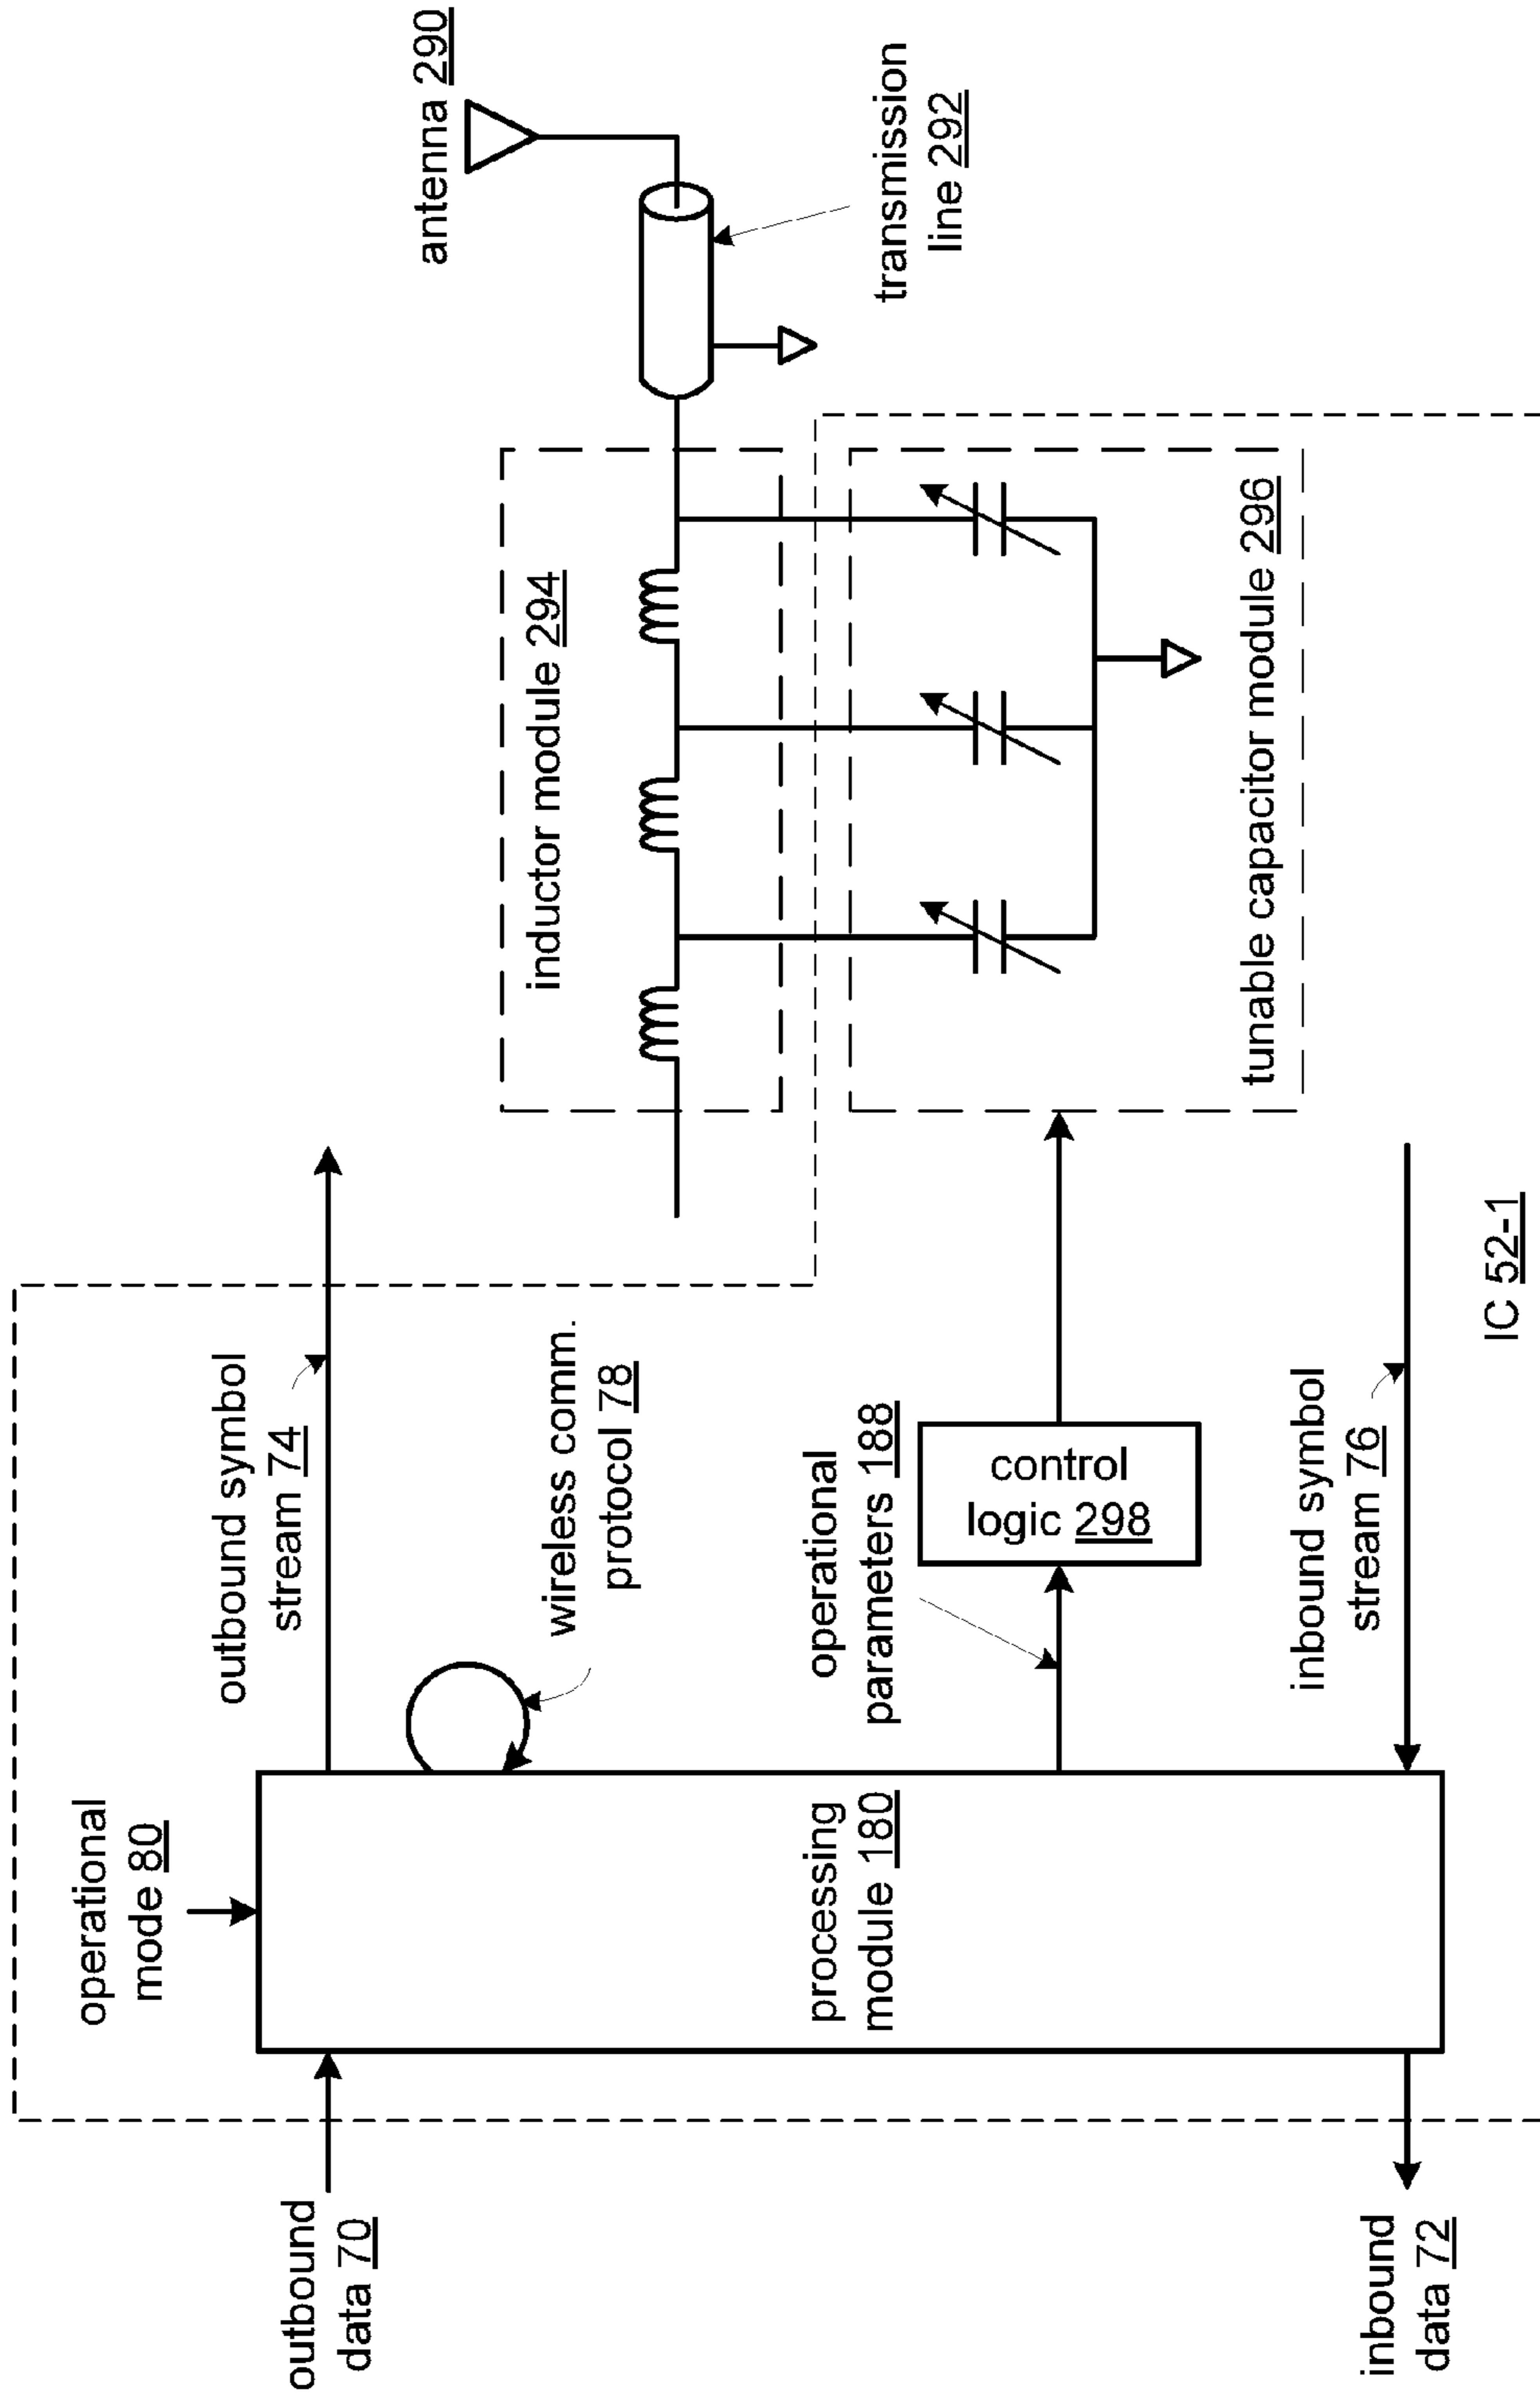 operational
mode 80
outbound
data 70
outbound symbol
stream 74
wireless comm.
protocol 78
processing
module 180
operational
parameters 188
control
logic 298
inbound symbol
stream 76
inbound
data 72
IC 52-1
inductor module 294
tunable capacitor module 296
antenna 290
transmission
line 292